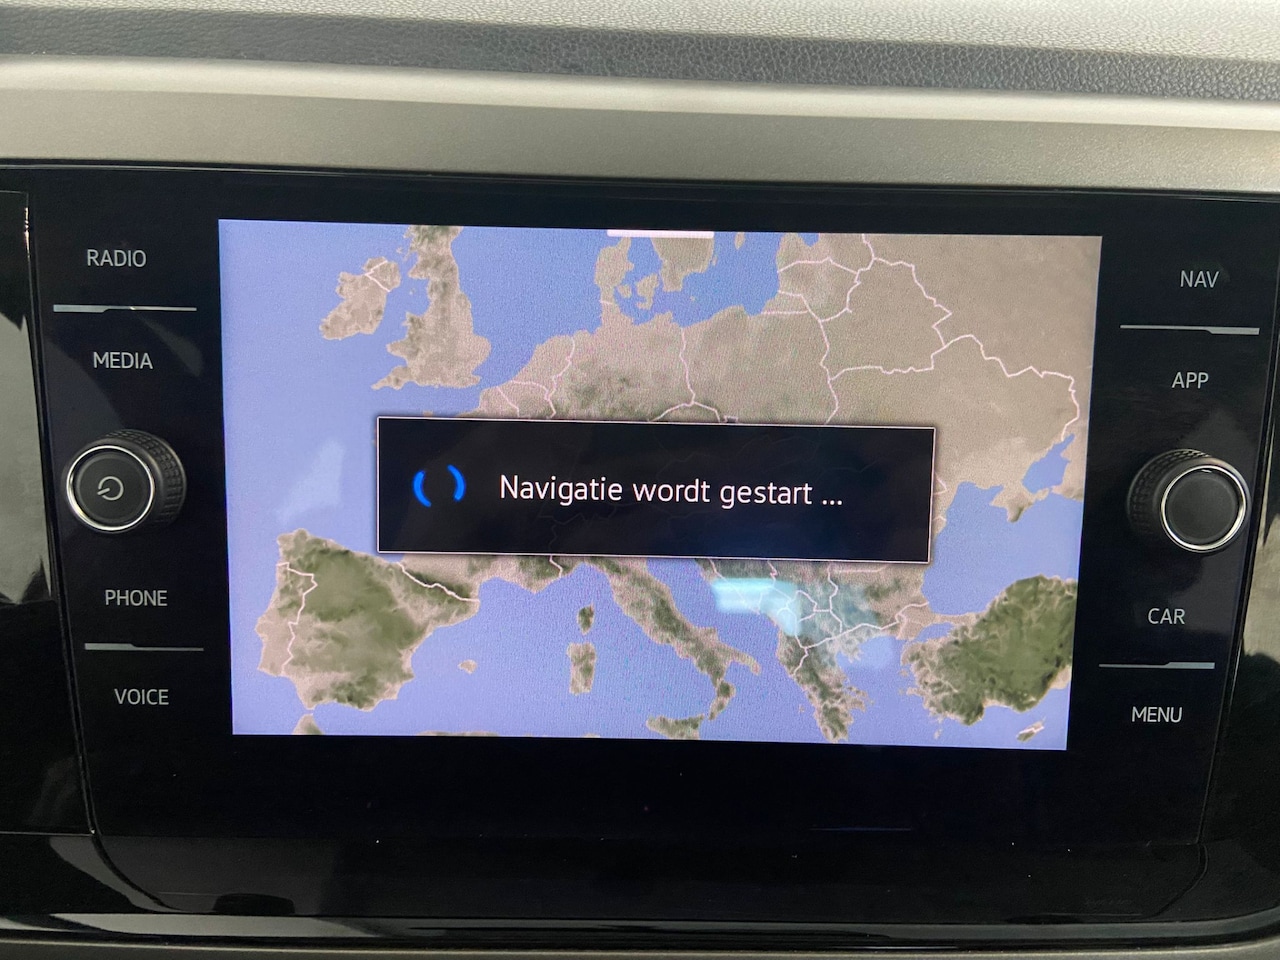 RADIO
MEDIA
PHONE
VOICE
Navigatie wordt gestart ...
NAV
APP
CAR
MENU